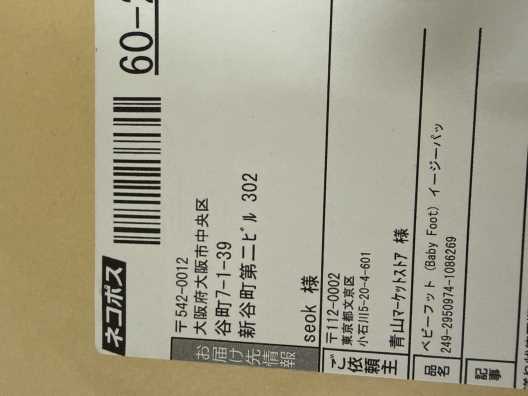 ネコポス
60-
〒542-0012
大阪府大阪市中央区
谷町7-1-39
新谷町第二ビル 302
seok 様
お届け先情報
〒112-0002
東京都文京区
小石川5-20-4-601
青山マーケットストア 様
ご依頼主
ベビーフット (Baby Foot) イージーパッ
249-2950974-1086269
品名
記事